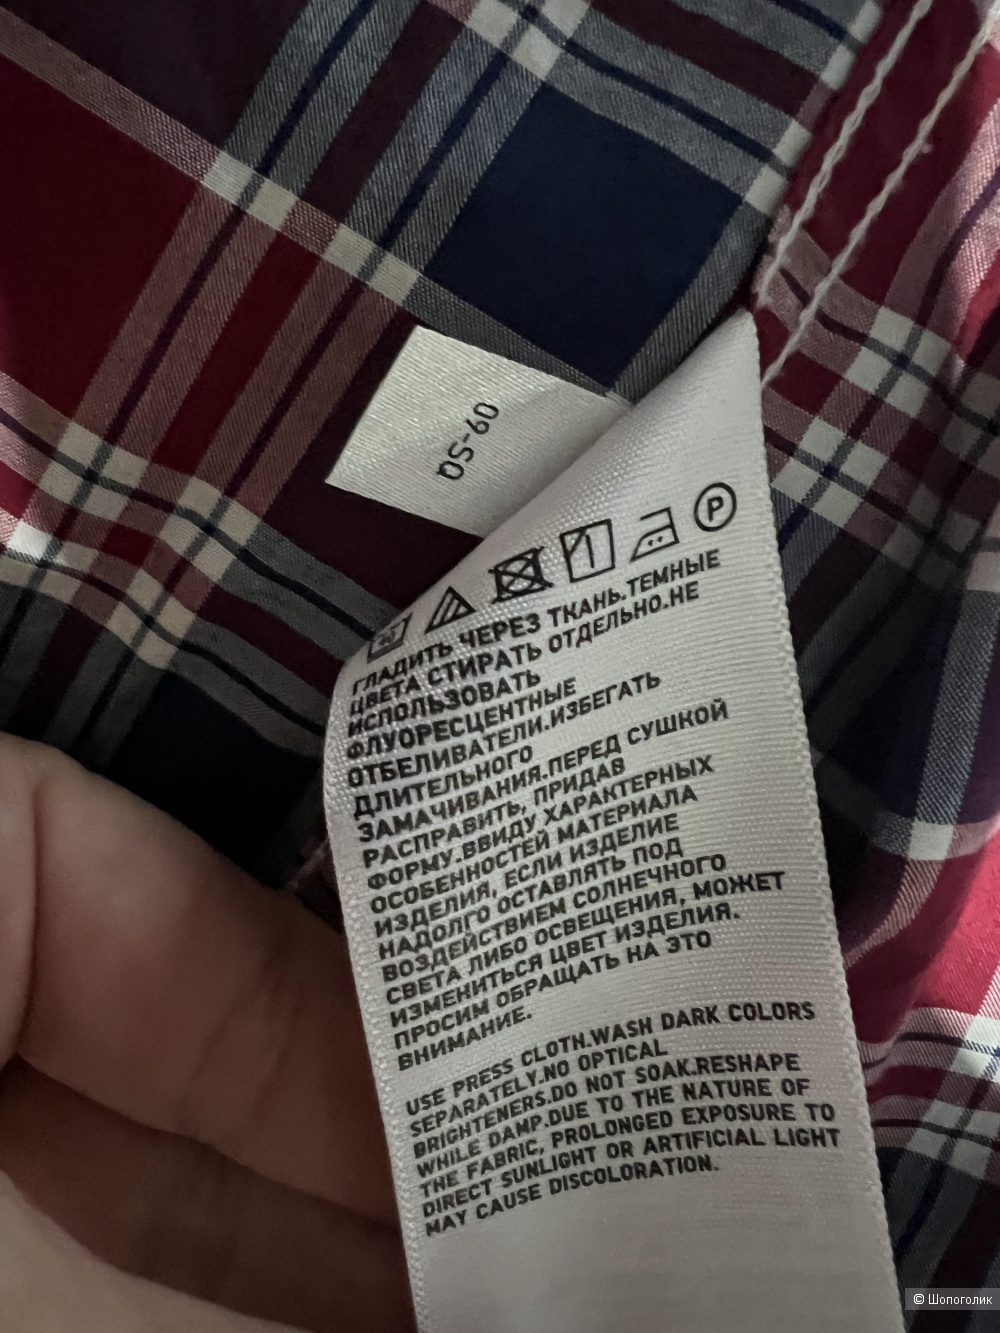 09-SQ
P
ГЛАДИТЬ ЧЕРЕЗ ТКАНЬ.ТЕМНЫЕ
ЦВЕТА СТИРАТЬ ОТДЕЛЬНО.НЕ
ИСПОЛЬЗОВАТЬ
ФЛУОРЕСЦЕНТНЫЕ
ОТБЕЛИВАТЕЛИ.ИЗБЕГАТЬ
ДЛИТЕЛЬНОГО
ЗАМАЧИВАНИЯ.ПЕРЕД СУШКОЙ
РАСПРАВИТЬ, ПРИДАВ
ФОРМУ.ВВИДУ ХАРАКТЕРНЫХ
ОСОБЕННОСТЕЙ МАТЕРИАЛА
ИЗДЕЛИЯ, ЕСЛИ ИЗДЕЛИЕ
НАДОЛГО ОСТАВЛЯТЬ ПОД
ВОЗДЕЙСТВИЕМ СОЛНЕЧНОГО
СВЕТА ЛИБО ОСВЕЩЕНИЯ, МОЖЕТ
ИЗМЕНИТЬСЯ ЦВЕТ ИЗДЕЛИЯ.
ПРОСИМ ОБРАЩАТЬ НА ЭТО
ВНИМАНИЕ.
USE PRESS CLOTH.WASH DARK COLORS
SEPARATELY.NO OPTICAL
BRIGHTENERS.DO NOT SOAK.RESHAPE
WHILE DAMP.DUE TO THE NATURE OF
THE FABRIC, PROLONGED EXPOSURE TO
DIRECT SUNLIGHT OR ARTIFICIAL LIGHT
MAY CAUSE DISCOLORATION.
© Шопоголик